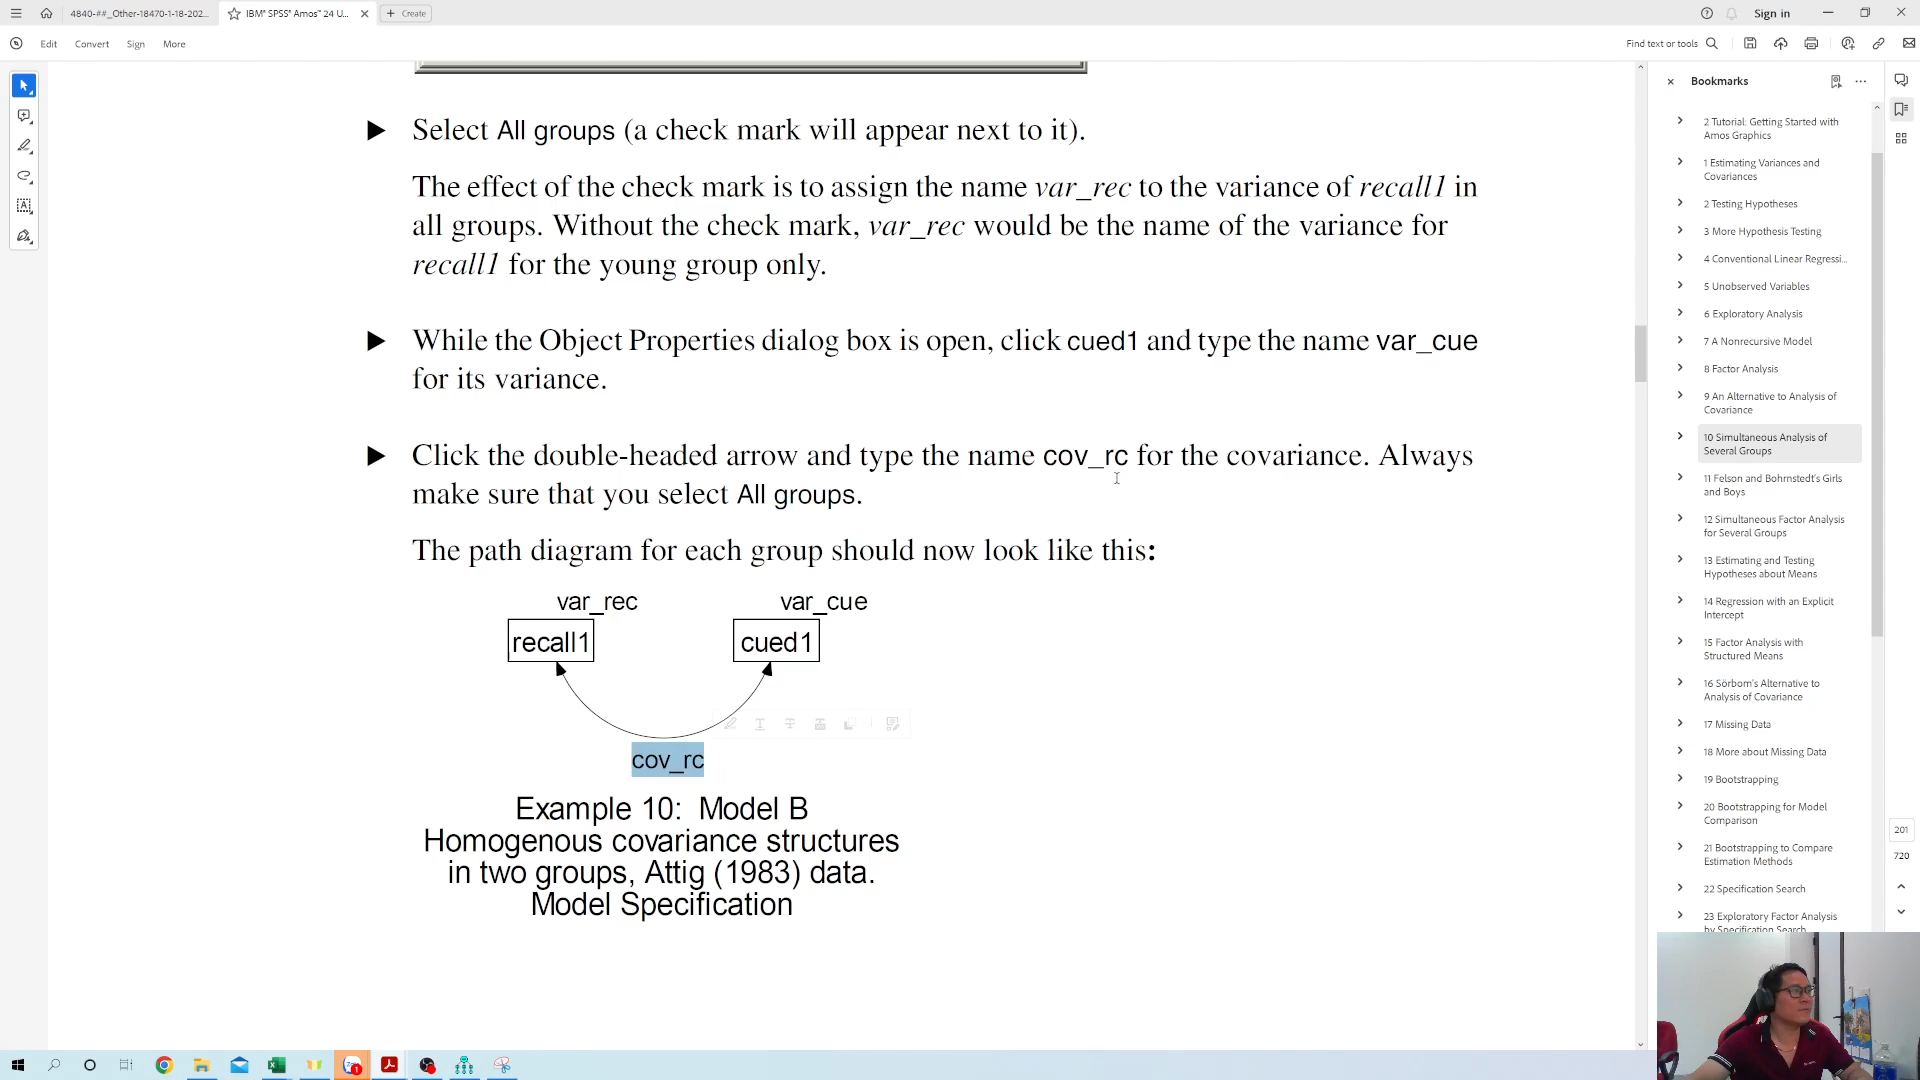 4840-##_Other-18470-1-18-202...
IBM® SPSS® Amos™ 24 U...
Create
Sign in
Edit
Convert
Sign
More
Find text or tools
Select All groups (a check mark will appear next to it).
The effect of the check mark is to assign the name var_rec to the variance of recall1 in
all groups. Without the check mark, var_rec would be the name of the variance for
recall1 for the young group only.
While the Object Properties dialog box is open, click cued1 and type the name var_cue
for its variance.
Click the double-headed arrow and type the name cov_rc for the covariance. Always
make sure that you select All groups.
The path diagram for each group should now look like this:
var_rec
var_cue
recall1
cued1
cov_rc
Example 10: Model B
Homogenous covariance structures
in two groups, Attig (1983) data.
Model Specification
Bookmarks
2 Tutorial: Getting Started with
Amos Graphics
1 Estimating Variances and
Covariances
2 Testing Hypotheses
3 More Hypothesis Testing
4 Conventional Linear Regressi...
5 Unobserved Variables
6 Exploratory Analysis
7 A Nonrecursive Model
8 Factor Analysis
9 An Alternative to Analysis of
Covariance
10 Simultaneous Analysis of
Several Groups
11 Felson and Bohrnstedt's Girls
and Boys
12 Simultaneous Factor Analysis
for Several Groups
13 Estimating and Testing
Hypotheses about Means
14 Regression with an Explicit
Intercept
15 Factor Analysis with
Structured Means
16 Sörbom's Alternative to
Analysis of Covariance
17 Missing Data
18 More about Missing Data
19 Bootstrapping
20 Bootstrapping for Model
Comparison
21 Bootstrapping to Compare
Estimation Methods
22 Specification Search
23 Exploratory Factor Analysis
by Specification Search
201
720